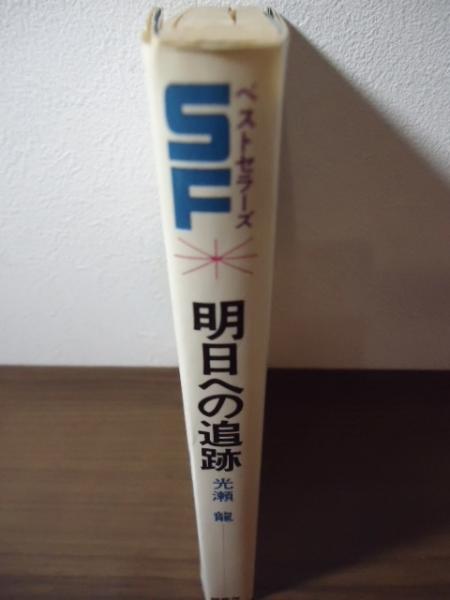 SF
ベストセラーズ
明日への追跡
光瀬 龍